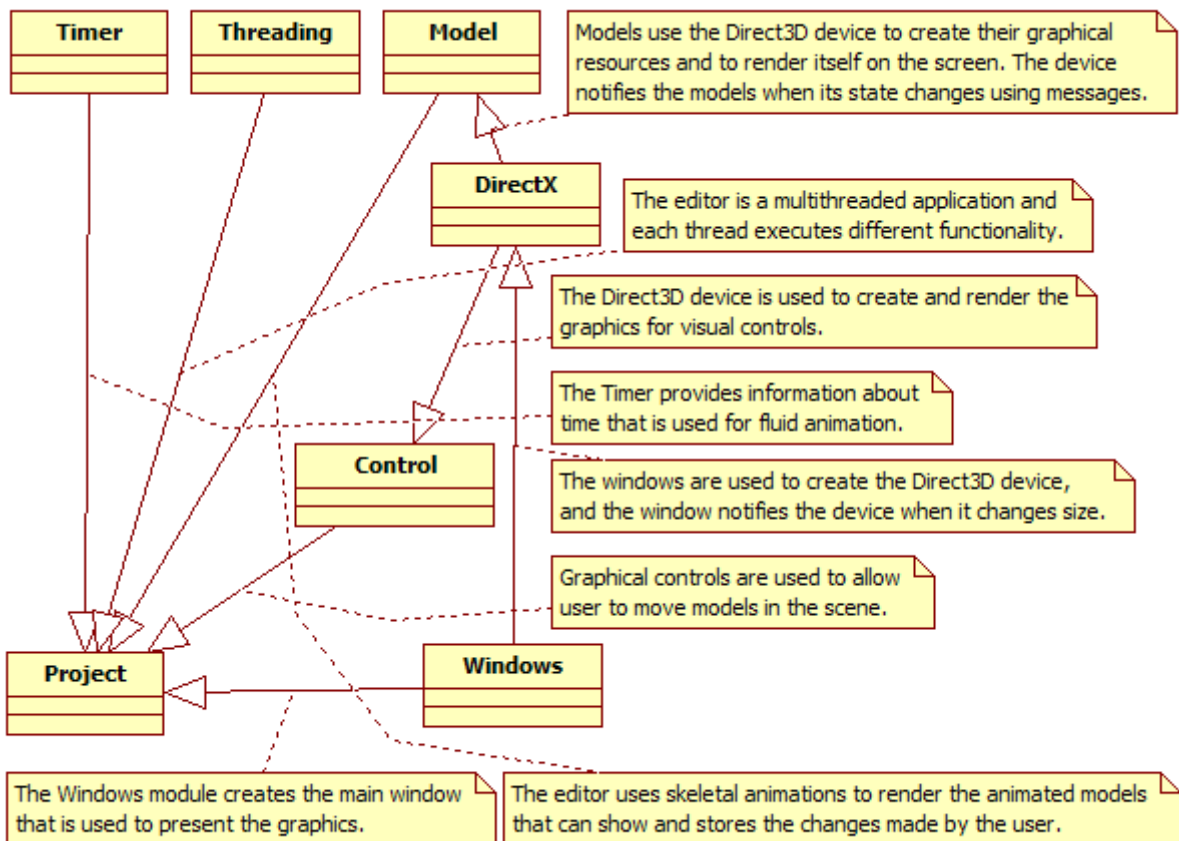 Timer
Threading
Model
Models use the Direct3D device to create their graphical
resources and to render itself on the screen. The device
notifies the models when its state changes using messages.
DirectX
The editor is a multithreaded application and
each thread executes different functionality.
The Direct3D device is used to create and render the
graphics for visual controls.
The Timer provides information about
time that is used for fluid animation.
Control
The windows are used to create the Direct3D device,
and the window notifies the device when it changes size.
Graphical controls are used to allow
user to move models in the scene.
Project
Windows
The Windows module creates the main window
that is used to present the graphics.
The editor uses skeletal animations to render the animated models
that can show and stores the changes made by the user.